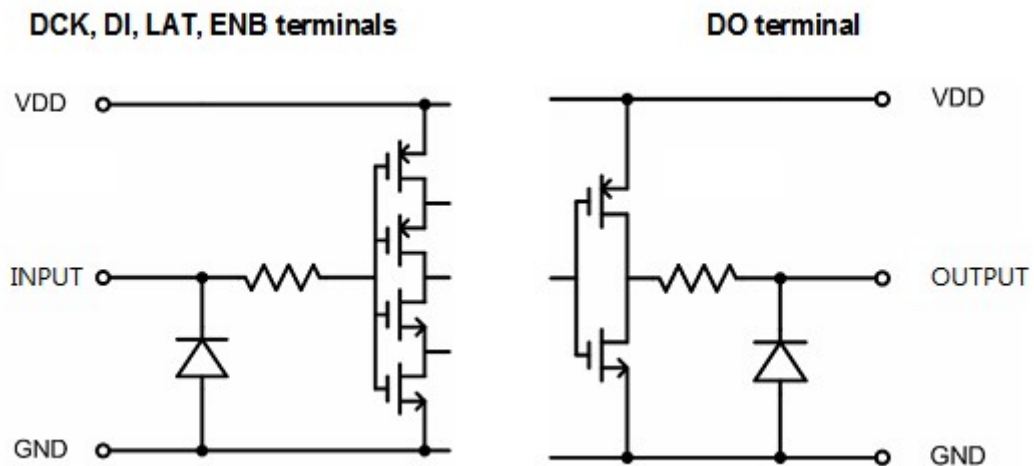 DCK, DI, LAT, ENB terminals
VDD
INPUT
GND
DO terminal
VDD
OUTPUT
GND